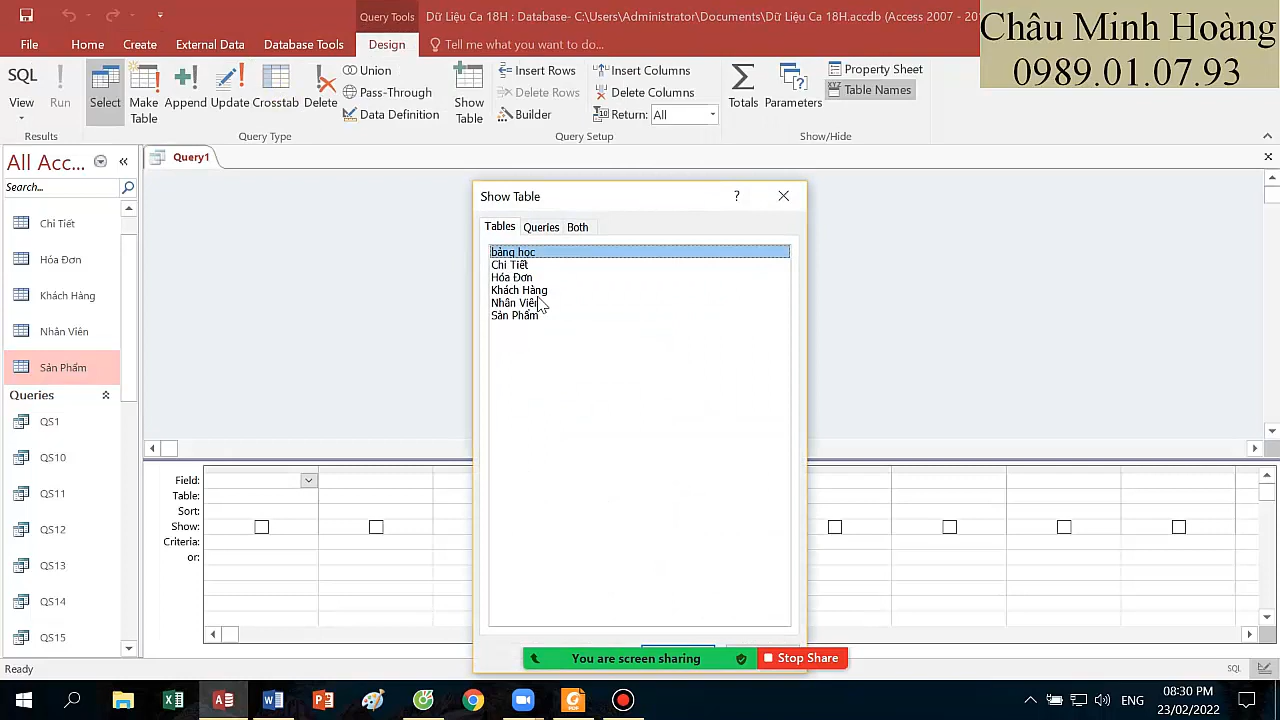 Query Tools
Dữ Liệu Ca 18H : Database- C:\Users\Administrator\Documents\Dữ Liệu Ca 18H.accdb (Access 2007 - 20
Châu Minh Hoàng
0989.01.07.93
File
Home
Create
External Data
Database Tools
Design
Tell me what you want to do...
SQL
View
Run
Results
Select
Make Table
Append
Update
Crosstab
Delete
Union
Pass-Through
Data Definition
Query Type
Show Table
Insert Rows
Delete Rows
Builder
Insert Columns
Delete Columns
Return: All
Query Setup
Totals
Parameters
Property Sheet
Table Names
Show/Hide
All Acc...
Search...
Chi Tiết
Hóa Đơn
Khách Hàng
Nhân Viên
Sản Phẩm
Queries
QS1
QS10
QS11
QS12
QS13
QS14
QS15
Query1
Show Table
?
Tables
Queries
Both
bảng học
Chi Tiết
Hóa Đơn
Khách Hàng
Nhân Viên
Sản Phẩm
Field:
Table:
Sort:
Show:
Criteria:
or:
You are screen sharing
Stop Share
Ready
SQL
ENG
08:30 PM
23/02/2022